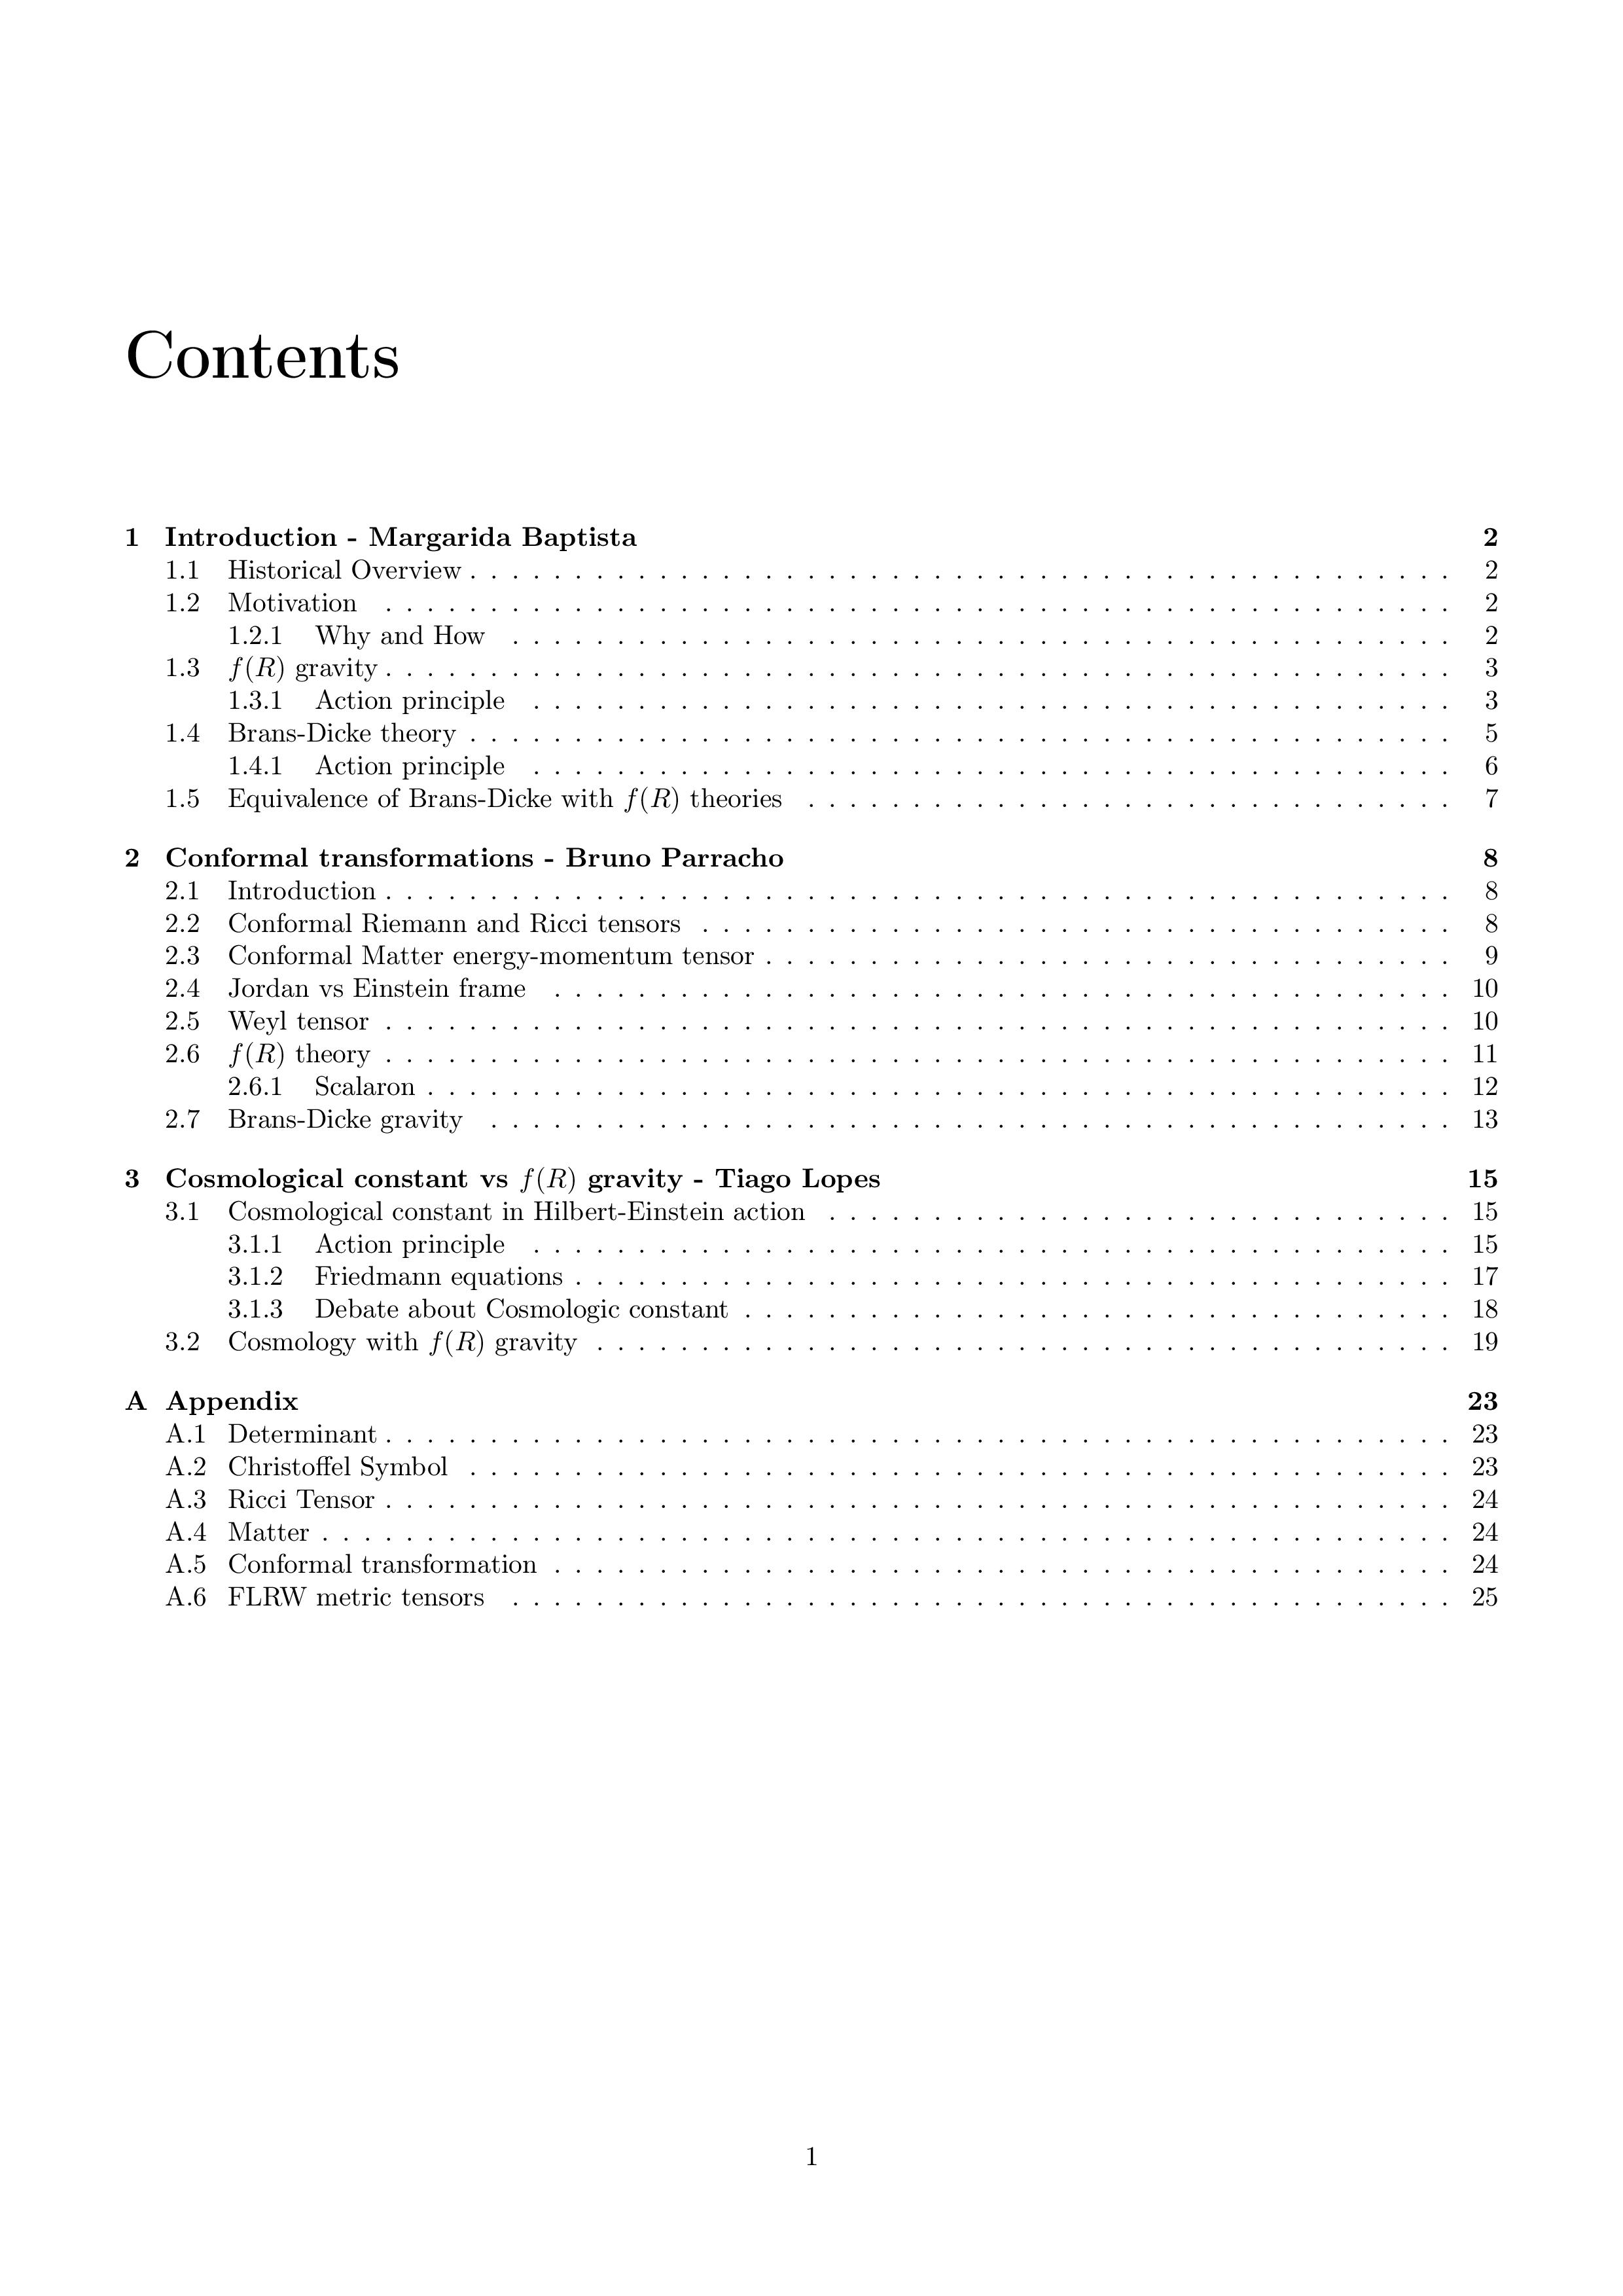 Contents
1 Introduction - Margarida Baptista 2
1.1 Historical Overview . . . . . . . . . . . . . . . . . . . . . . . . . . . . . . . . . . . . . . . . . . . . . . . 2
1.2 Motivation . . . . . . . . . . . . . . . . . . . . . . . . . . . . . . . . . . . . . . . . . . . . . . . . . . . 2
1.2.1 Why and How . . . . . . . . . . . . . . . . . . . . . . . . . . . . . . . . . . . . . . . . . . . . . 2
1.3 f(R) gravity . . . . . . . . . . . . . . . . . . . . . . . . . . . . . . . . . . . . . . . . . . . . . . . . . . . 3
1.3.1 Action principle . . . . . . . . . . . . . . . . . . . . . . . . . . . . . . . . . . . . . . . . . . . . 3
1.4 Brans-Dicke theory . . . . . . . . . . . . . . . . . . . . . . . . . . . . . . . . . . . . . . . . . . . . . . . 5
1.4.1 Action principle . . . . . . . . . . . . . . . . . . . . . . . . . . . . . . . . . . . . . . . . . . . . 6
1.5 Equivalence of Brans-Dicke with f(R) theories . . . . . . . . . . . . . . . . . . . . . . . . . . . . . . . 7
2 Conformal transformations - Bruno Parracho 8
2.1 Introduction . . . . . . . . . . . . . . . . . . . . . . . . . . . . . . . . . . . . . . . . . . . . . . . . . . . 8
2.2 Conformal Riemann and Ricci tensors . . . . . . . . . . . . . . . . . . . . . . . . . . . . . . . . . . . . 8
2.3 Conformal Matter energy-momentum tensor . . . . . . . . . . . . . . . . . . . . . . . . . . . . . . . . . 9
2.4 Jordan vs Einstein frame . . . . . . . . . . . . . . . . . . . . . . . . . . . . . . . . . . . . . . . . . . . 10
2.5 Weyl tensor . . . . . . . . . . . . . . . . . . . . . . . . . . . . . . . . . . . . . . . . . . . . . . . . . . . 10
2.6 f(R) theory . . . . . . . . . . . . . . . . . . . . . . . . . . . . . . . . . . . . . . . . . . . . . . . . . . . 11
2.6.1 Scalaron . . . . . . . . . . . . . . . . . . . . . . . . . . . . . . . . . . . . . . . . . . . . . . . . . 12
2.7 Brans-Dicke gravity . . . . . . . . . . . . . . . . . . . . . . . . . . . . . . . . . . . . . . . . . . . . . . 13
3 Cosmological constant vs f(R) gravity - Tiago Lopes 15
3.1 Cosmological constant in Hilbert-Einstein action . . . . . . . . . . . . . . . . . . . . . . . . . . . . . . 15
3.1.1 Action principle . . . . . . . . . . . . . . . . . . . . . . . . . . . . . . . . . . . . . . . . . . . . 15
3.1.2 Friedmann equations . . . . . . . . . . . . . . . . . . . . . . . . . . . . . . . . . . . . . . . . . . 17
3.1.3 Debate about Cosmologic constant . . . . . . . . . . . . . . . . . . . . . . . . . . . . . . . . . . 18
3.2 Cosmology with f(R) gravity . . . . . . . . . . . . . . . . . . . . . . . . . . . . . . . . . . . . . . . . . 19
A Appendix 23
A.1 Determinant . . . . . . . . . . . . . . . . . . . . . . . . . . . . . . . . . . . . . . . . . . . . . . . . . . . 23
A.2 Christoffel Symbol . . . . . . . . . . . . . . . . . . . . . . . . . . . . . . . . . . . . . . . . . . . . . . . 23
A.3 Ricci Tensor . . . . . . . . . . . . . . . . . . . . . . . . . . . . . . . . . . . . . . . . . . . . . . . . . . . 24
A.4 Matter . . . . . . . . . . . . . . . . . . . . . . . . . . . . . . . . . . . . . . . . . . . . . . . . . . . . . . 24
A.5 Conformal transformation . . . . . . . . . . . . . . . . . . . . . . . . . . . . . . . . . . . . . . . . . . . 24
A.6 FLRW metric tensors . . . . . . . . . . . . . . . . . . . . . . . . . . . . . . . . . . . . . . . . . . . . . 25
1